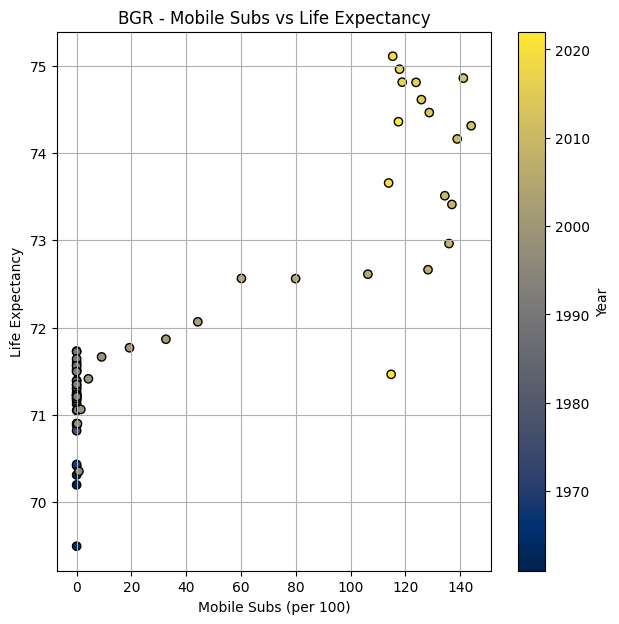 BGR - Mobile Subs vs Life Expectancy
75
74
73
72
71
70
Life Expectancy
0 20 40 60 80 100 120 140
Mobile Subs (per 100)
2020
2010
2000
1990
1980
1970
Year